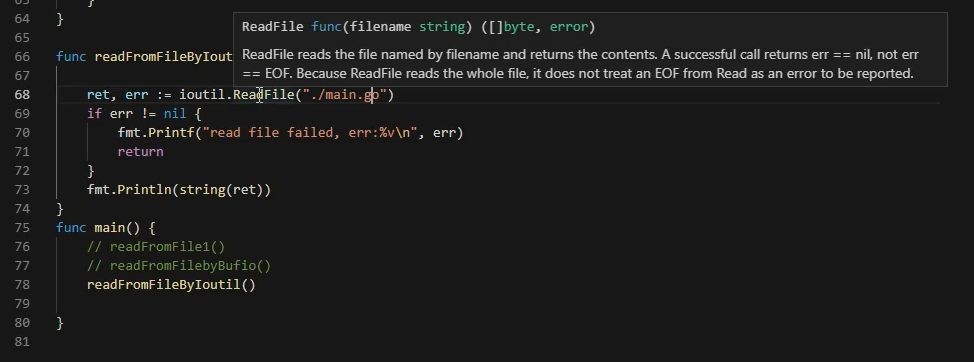 63 }
64 }
65
ReadFile func(filename string) ([]byte, error)
66 func readFromFileByIout
ReadFile reads the file named by filename and returns the contents. A successful call returns err == nil, not err
67
== EOF. Because ReadFile reads the whole file, it does not treat an EOF from Read as an error to be reported.
68 ret, err := ioutil.ReadFile("./main.go")
69 if err != nil {
70 fmt.Printf("read file failed, err:%v\n", err)
71 return
72 }
73 fmt.Println(string(ret))
74 }
75 func main() {
76 // readFromFile1()
77 // readFromFilebyBufio()
78 readFromFileByIoutil()
79
80 }
81